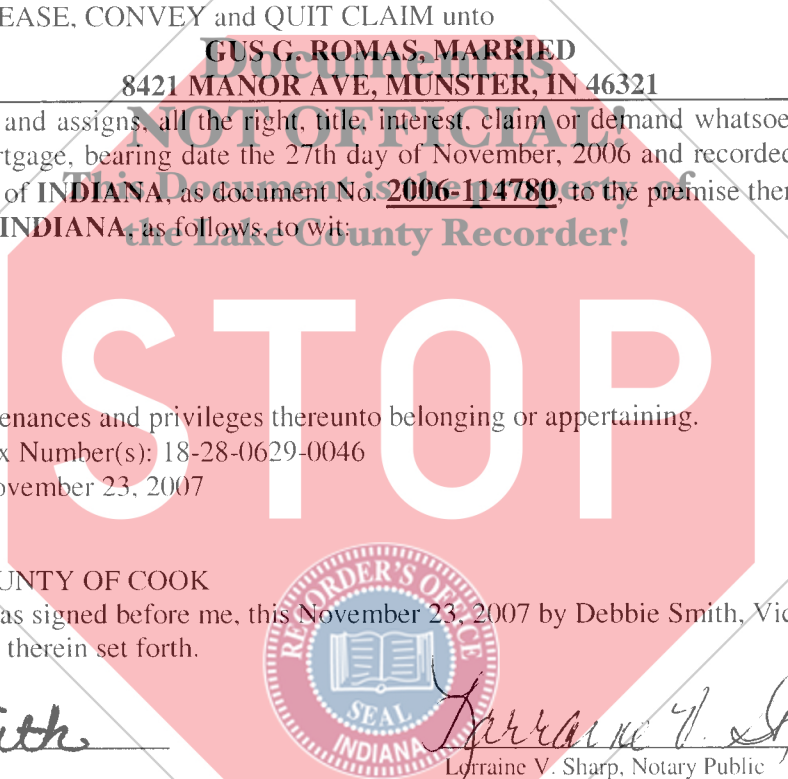 EASE, CONVEY and QUIT CLAIM unto
GUS G. ROMAS, MARRIED
Document is
8421 MANOR AVE, MUNSTER, IN 46321
NOT OFFICIAL!
and assigns, all the right, title, interest, claim or demand whatsoe
rtgage, bearing date the 27th day of November, 2006 and recorded
This Document is the property of
of INDIANA, as document No. 2006-114780, to the premise ther
INDIANA, as follows, to wit:
the Lake County Recorder!
STOP
enances and privileges thereunto belonging or appertaining.
x Number(s): 18-28-0629-0046
ovember 23, 2007
UNTY OF COOK
as signed before me, this November 23, 2007 by Debbie Smith, Vic
therein set forth.
RECORDER'S OFFICE
SEAL
INDIANA
ith
Lorraine V. Sh
Lorraine V. Sharp, Notary Public